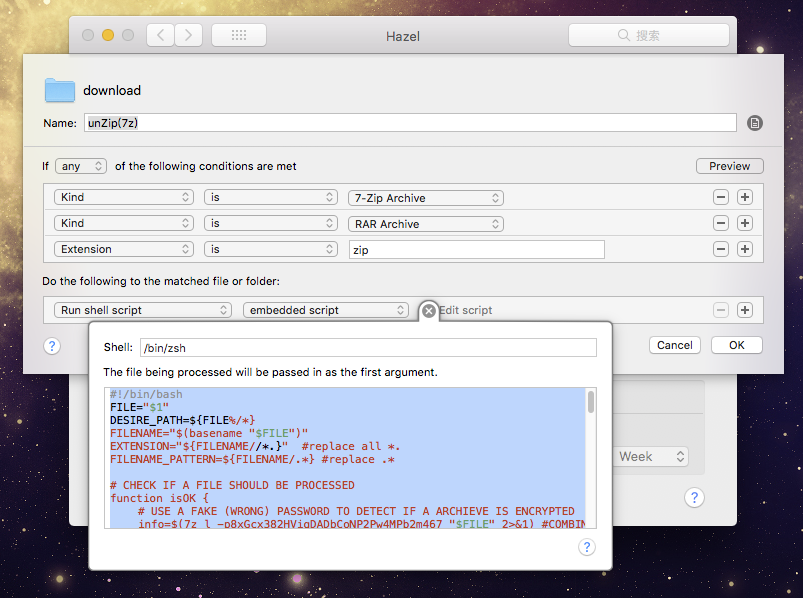 Hazel
搜索
download
Name: unZip(7z)
If any of the following conditions are met Preview
Kind is 7-Zip Archive
Kind is RAR Archive
Extension is zip
Do the following to the matched file or folder:
Run shell script embedded script Edit script
? Cancel OK
Shell: /bin/zsh
The file being processed will be passed in as the first argument.
#!/bin/bash
FILE="$1"
DESIRE_PATH=${FILE%/*}
FILENAME="$(basename "$FILE")"
EXTENSION="${FILENAME//*.}"  #replace all *.
FILENAME_PATTERN=${FILENAME/.*} #replace .*
# CHECK IF A FILE SHOULD BE PROCESSED
function isOK {
# USE A FAKE (WRONG) PASSWORD TO DETECT IF A ARCHIEVE IS ENCRYPTED
info=$(7z l -p8xGcx382HVjgDADbCoNP2Pw4MPb2m467 "$FILE" 2>&1) #COMBIN
Week
?
?